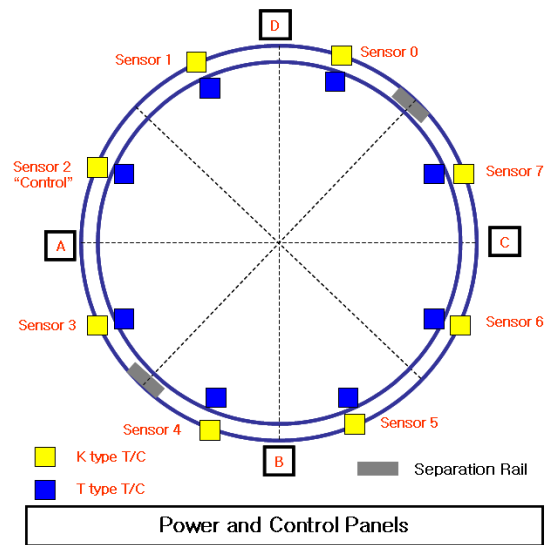 D
Sensor 1
Sensor 0
Sensor 2
"Control"
Sensor 7
A
C
Sensor 3
Sensor 6
Sensor 4
Sensor 5
B
K type T/C
Separation Rail
T type T/C
Power and Control Panels